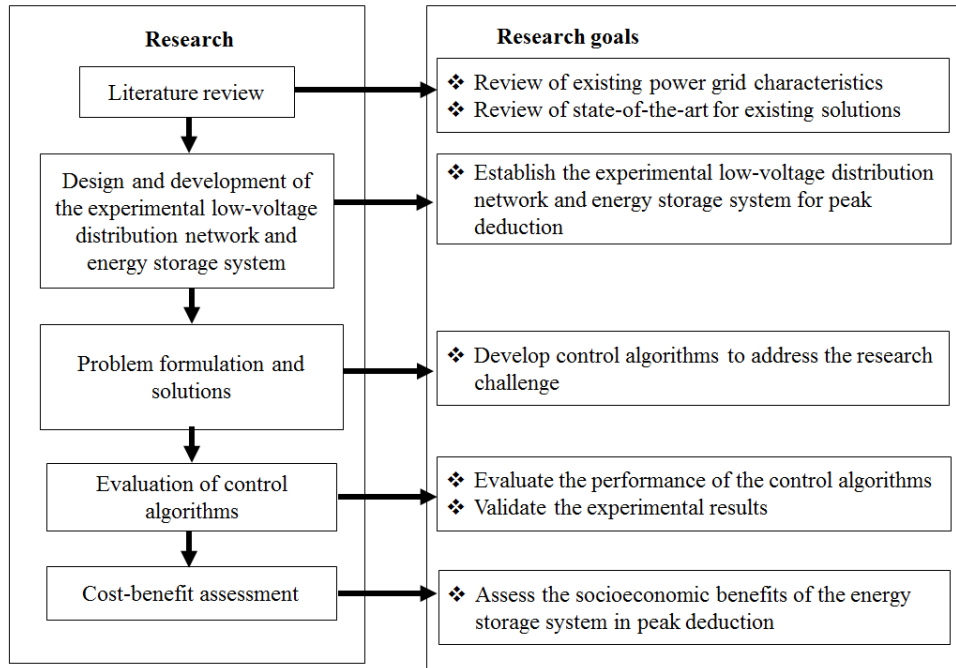 Research
Literature review
Design and development of
the experimental low-voltage
distribution network and
energy storage system
Problem formulation and
solutions
Evaluation of control
algorithms
Cost-benefit assessment
Research goals
❖ Review of existing power grid characteristics
❖ Review of state-of-the-art for existing solutions
❖ Establish the experimental low-voltage distribution
network and energy storage system for peak
deduction
❖ Develop control algorithms to address the research
challenge
❖ Evaluate the performance of the control algorithms
❖ Validate the experimental results
❖ Assess the socioeconomic benefits of the energy
storage system in peak deduction